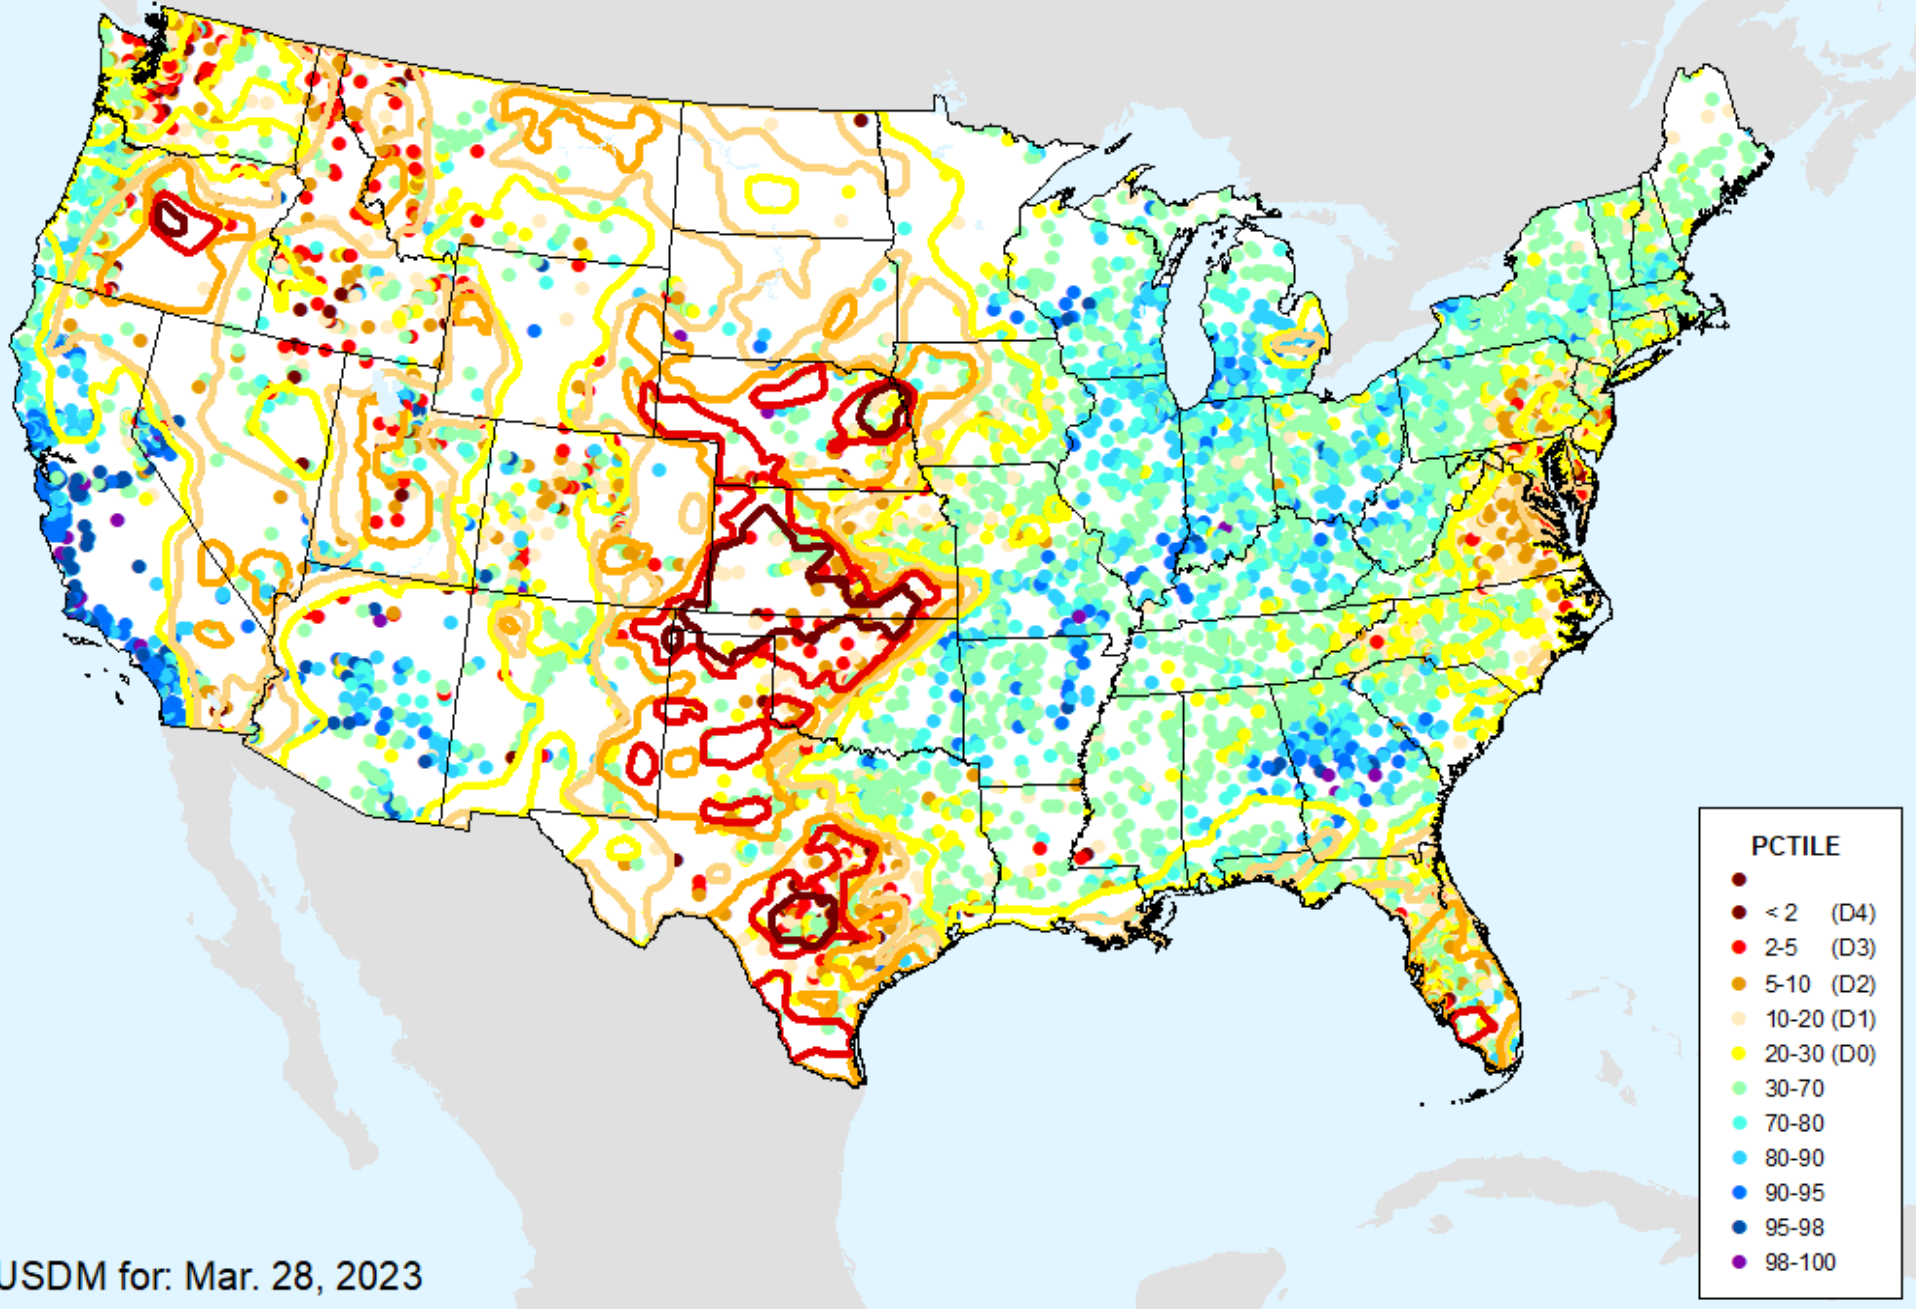 PCTILE
< 2 (D4)
2-5 (D3)
5-10 (D2)
10-20 (D1)
20-30 (D0)
30-70
70-80
80-90
90-95
95-98
98-100
USDM for: Mar. 28, 2023